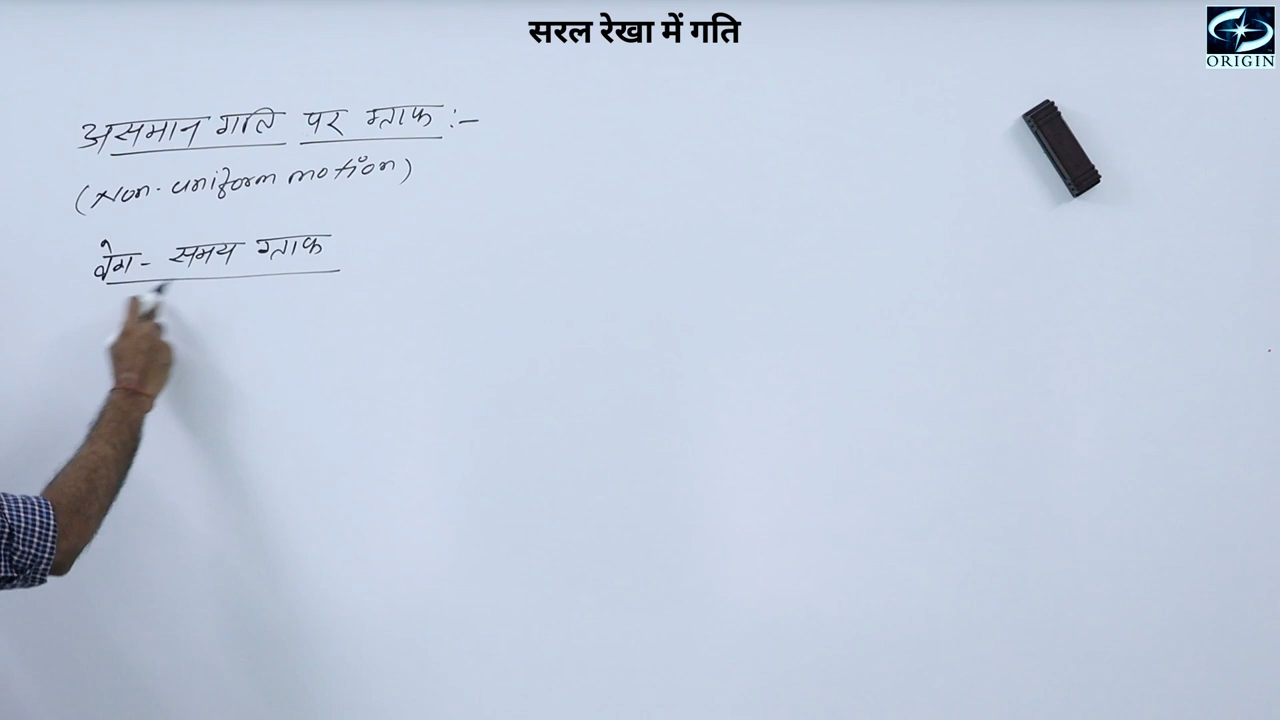 सरल रेखा में गति
ORIGIN
असमान गति पर ग्राफ :-
(Non-uniform motion)
वेग - समय ग्राफ